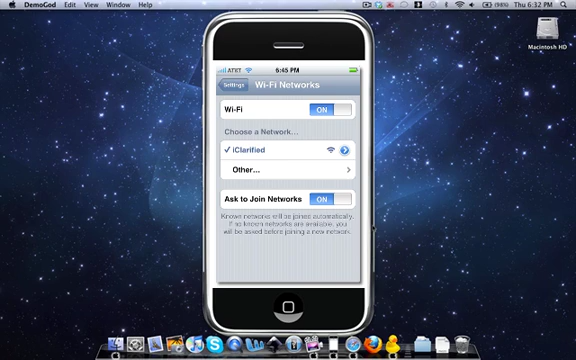 DemoGod Edit View Window Help
(98%) Thu 6:32 PM
Macintosh HD
AT&T 6:45 PM
Settings Wi-Fi Networks
Wi-Fi ON
Choose a Network...
✓ iClarified
Other...
Ask to Join Networks ON
Known networks will be joined automatically.
If no known networks are available, you
will be asked before joining a new network.